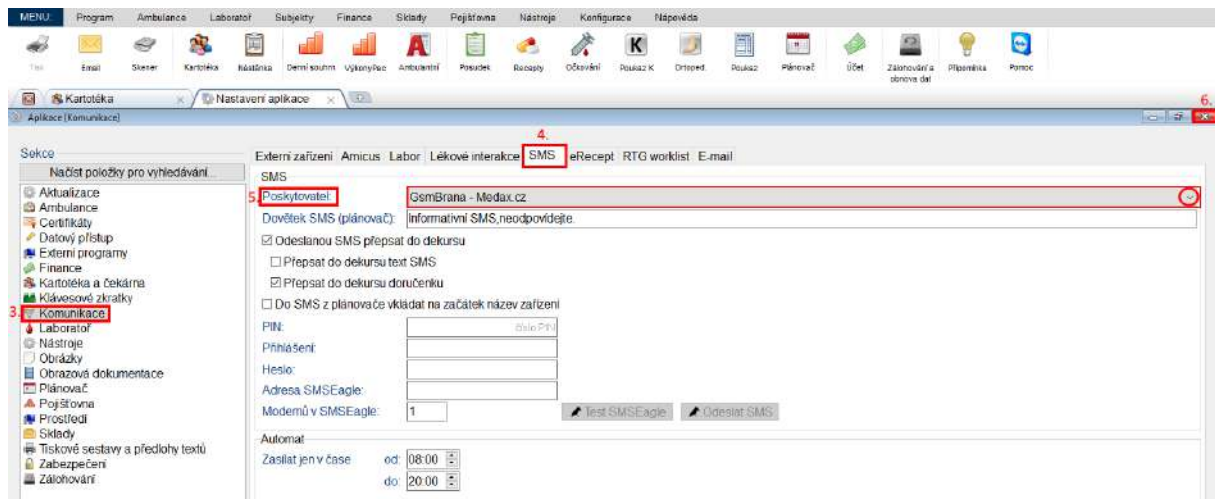 MENU: Program Ambulance Laboratoř Subjekty Finance Sklady Pojišťovna Nástroje Konfigurace Nápověda
Tisk Email Skener Kartotéka Nástěnka Denní souhrn VýkonyPac Ambulantní Posudek Recepty Očkování Poukaz K Ortoped. Poukaz Plánovač Účet Zálohování a obnova dat Připomínka Pomoc
Kartotéka Nastavení aplikace
6.
Aplikace [Komunikace]
4.
Sekce
Externí zařízení Amicus Labor Lékové interakce SMS eRecept RTG worklist E-mail
Načíst položky pro vyhledávání...
SMS
Aktualizace
5. Poskytovatel: GsmBrana - Medax.cz
Ambulance
Certifikáty
Dovětek SMS (plánovač): Informativní SMS,neodpovídejte.
Datový přístup
Odeslanou SMS přepsat do dekursu
Externí programy
Přepsat do dekursu text SMS
Finance
Kartotéka a čekárna
Přepsat do dekursu doručenku
Klávesové zkratky
Do SMS z plánovače vkládat na začátek název zařízení
3. Komunikace
Laboratoř
PIN: číslo PIN
Nástroje
Přihlášení:
Obrázky
Heslo:
Obrazová dokumentace
Plánovač
Adresa SMSEagle:
Pojišťovna
Modemů v SMSEagle: 1 Test SMSEagle Odeslat SMS
Prostředí
Sklady
Automat
Tiskové sestavy a předlohy textů
Zasílat jen v čase od: 08:00
Zabezpečení
do: 20:00
Zálohování